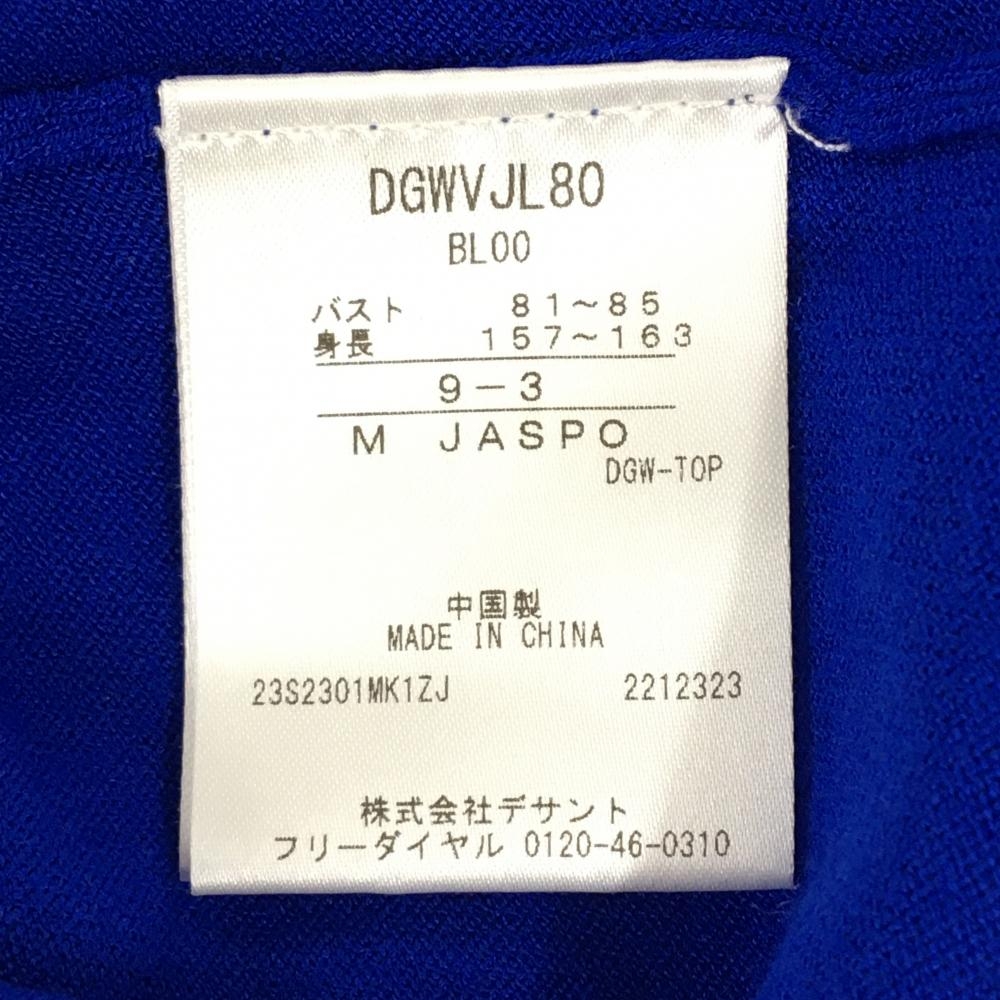 DGWVJL80
BL00
バスト 81～85
身長 157～163
9－3
M JASPO
DGW-TOP
中国製
MADE IN CHINA
23S2301MK1ZJ 2212323
株式会社デサント
フリーダイヤル 0120-46-0310